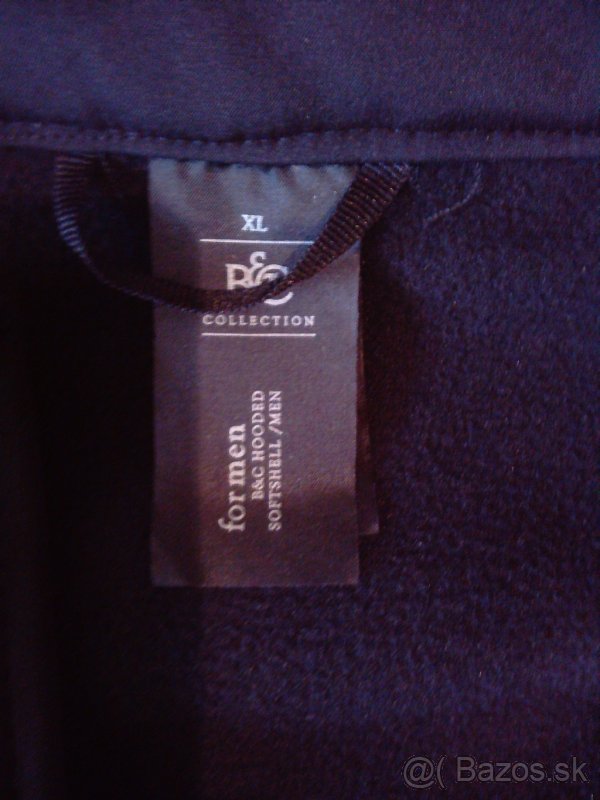 XL
B&C
COLLECTION
for men
B&C HOODED
SOFTSHELL /MEN
@( Bazos.sk